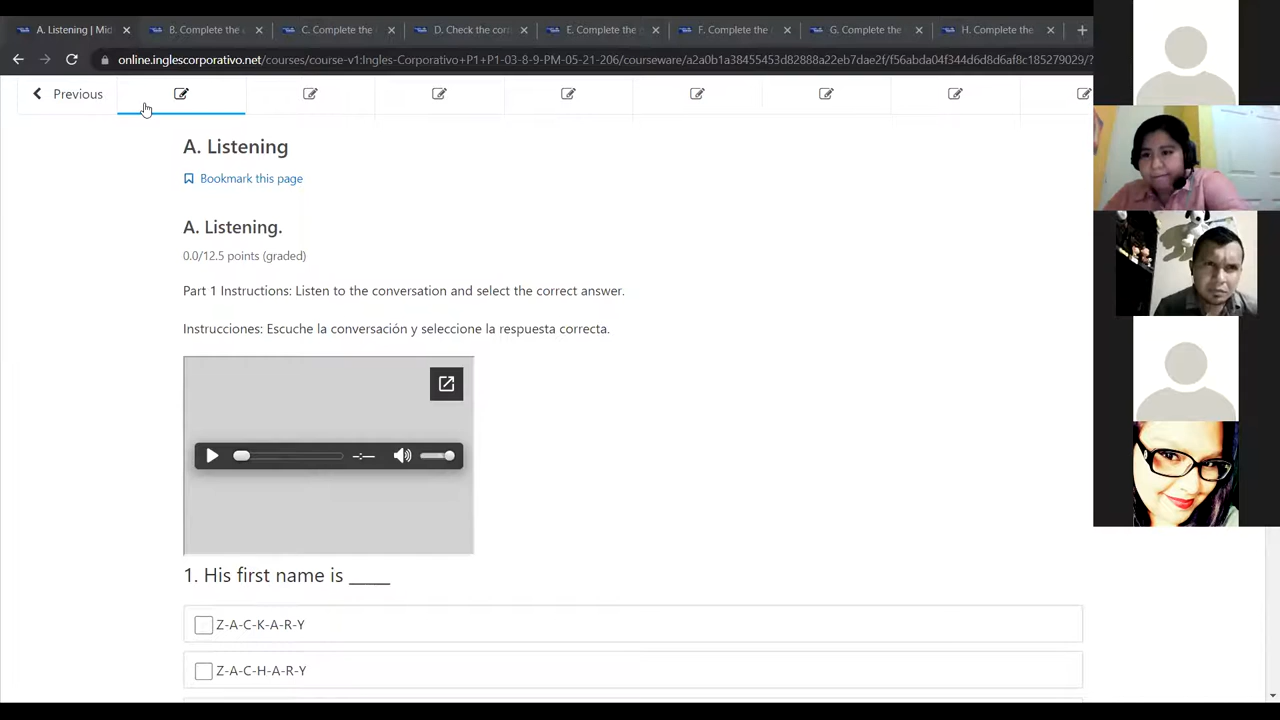 A. Listening | Mid
B. Complete the
C. Complete the
D. Check the cor
E. Complete the
F. Complete the
G. Complete the
H. Complete the
online.inglescorporativo.net/courses/course-v1:Ingles-Corporativo+P1+P1-03-8-9-PM-05-21-206/courseware/a2a0b1a38455453d82888a22eb7dae2f/f56abda04f344d6d8d6af8c185279029/?
Previous
A. Listening
Bookmark this page
A. Listening.
0.0/12.5 points (graded)
Part 1 Instructions: Listen to the conversation and select the correct answer.
Instrucciones: Escuche la conversación y seleccione la respuesta correcta.
-:--
1. His first name is _____
Z-A-C-K-A-R-Y
Z-A-C-H-A-R-Y